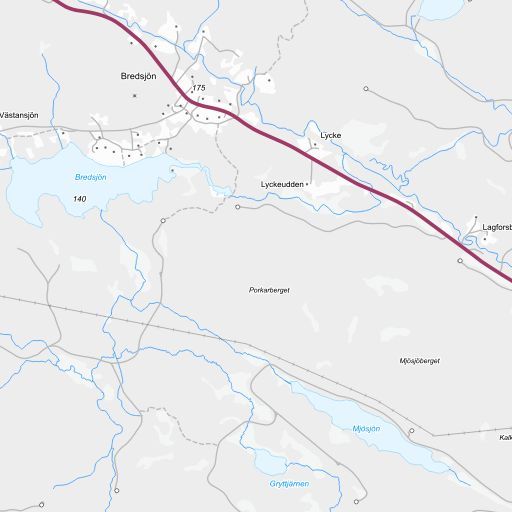 Bredsjön
175
Västansjön
Lycke
Bredsjön
Lyckeudden
140
Lagforsb
Porkarberget
Mjösjöberget
Mjösjön
Kalk
Gryttjärnen